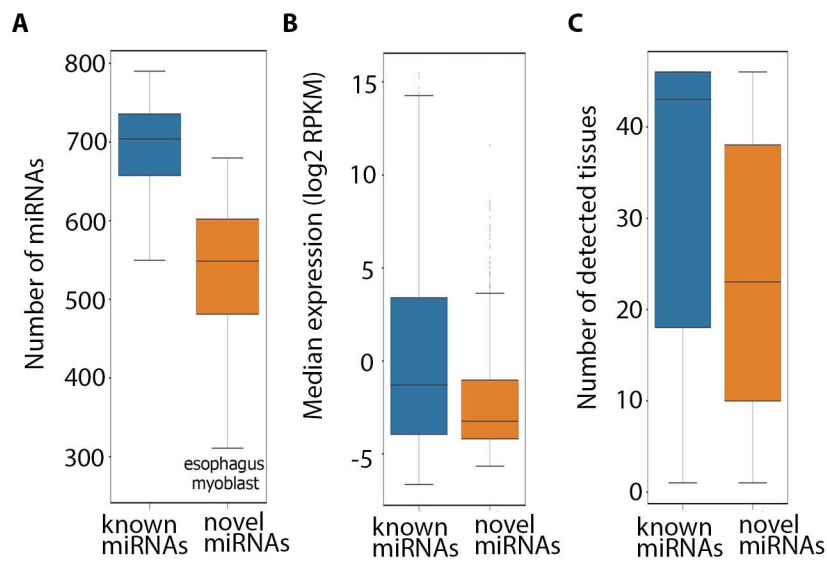 A
Number of miRNAs
800
700
600
500
400
300
esophagus
myoblast
known
miRNAs
novel
miRNAs
B
Median expression (log2 RPKM)
15
10
5
0
-5
known
miRNAs
novel
miRNAs
C
Number of detected tissues
40
30
20
10
0
known
miRNAs
novel
miRNAs